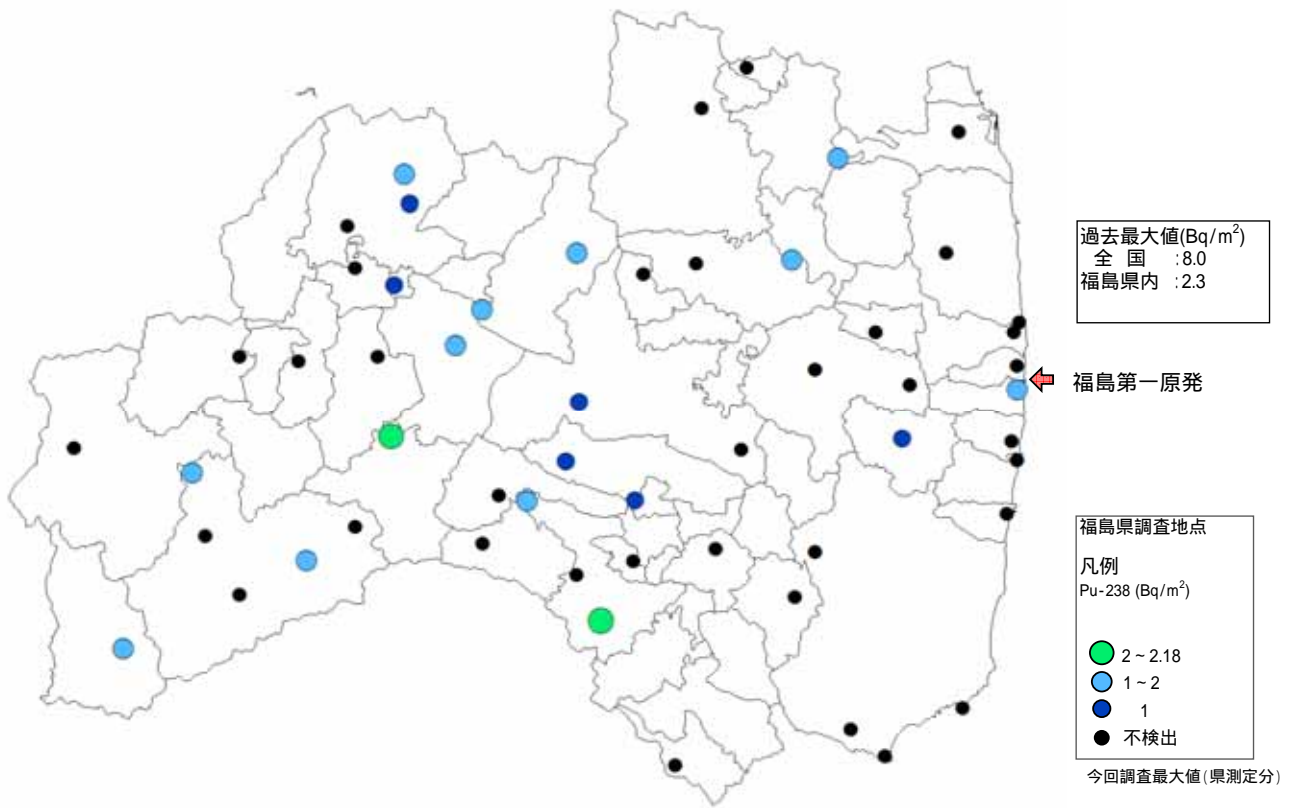 過去最大値(Bq/m²)
全 国 :8.0
福島県内 :2.3
福島第一原発
福島県調査地点
凡例
Pu-238 (Bq/m²)
2~2.18
1~2
1
不検出
今回調査最大値(県測定分)